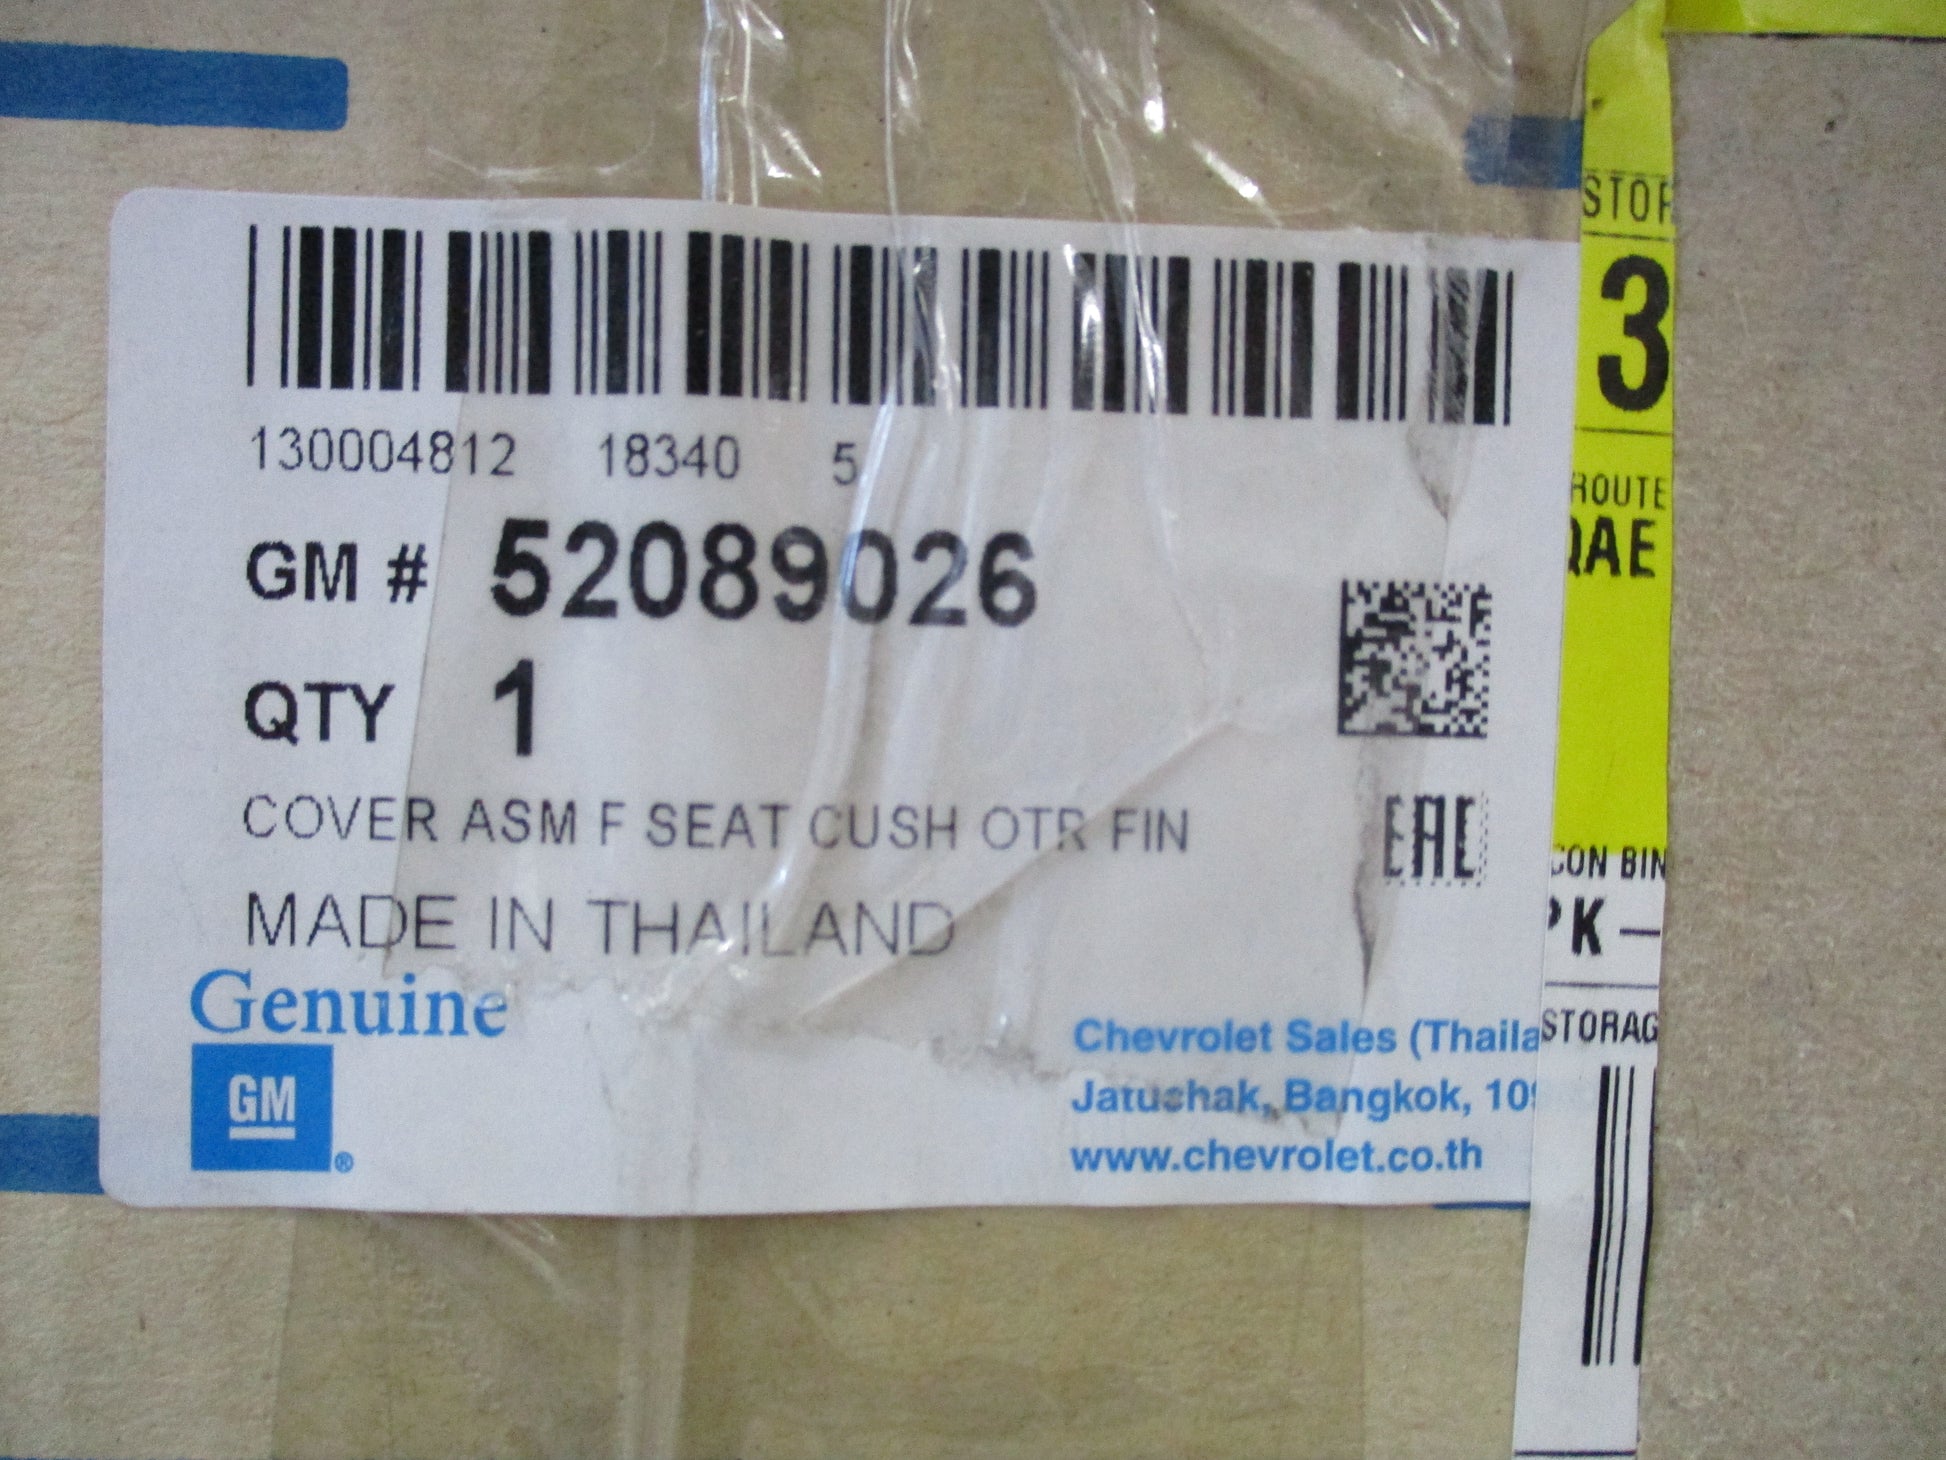 130004812 18340 5
GM # 52089026
QTY 1
COVER ASM F SEAT CUSH OTR FIN
MADE IN THAILAND
EAC
Genuine
GM
®
Chevrolet Sales (Thaila
Jatuchak, Bangkok, 109
www.chevrolet.co.th
STOR
3
ROUTE
QAE
CON BIN
PK –
STORAG